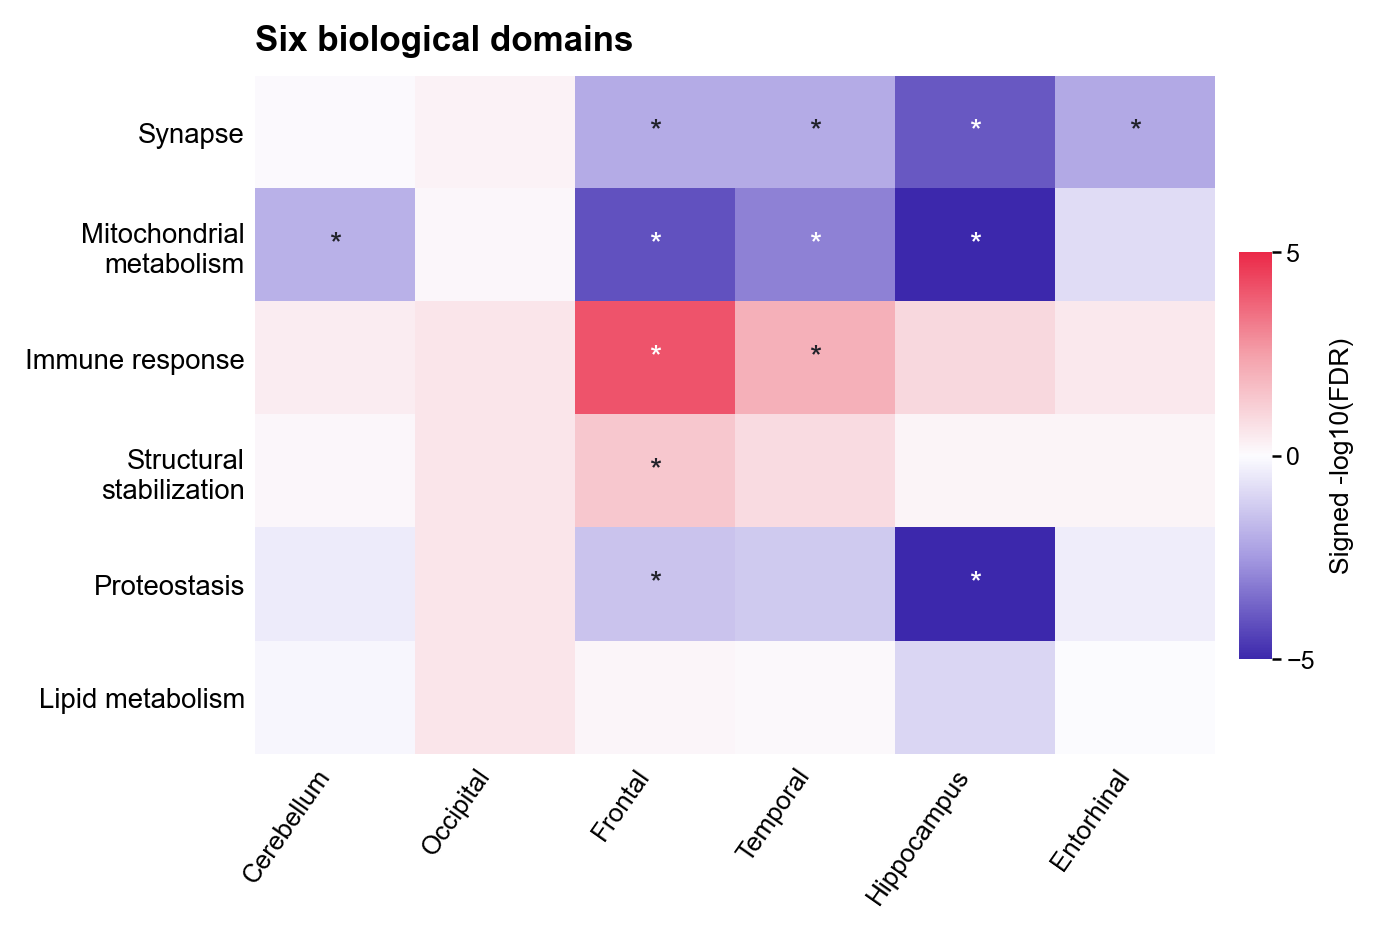 Six biological domains
Synapse
* * * *
Mitochondrial
metabolism
* * * *
Immune response
* *
Structural
stabilization
*
Proteostasis
* *
Lipid metabolism
Cerebellum
Occipital
Frontal
Temporal
Hippocampus
Entorhinal
5
0
−5
Signed -log10(FDR)